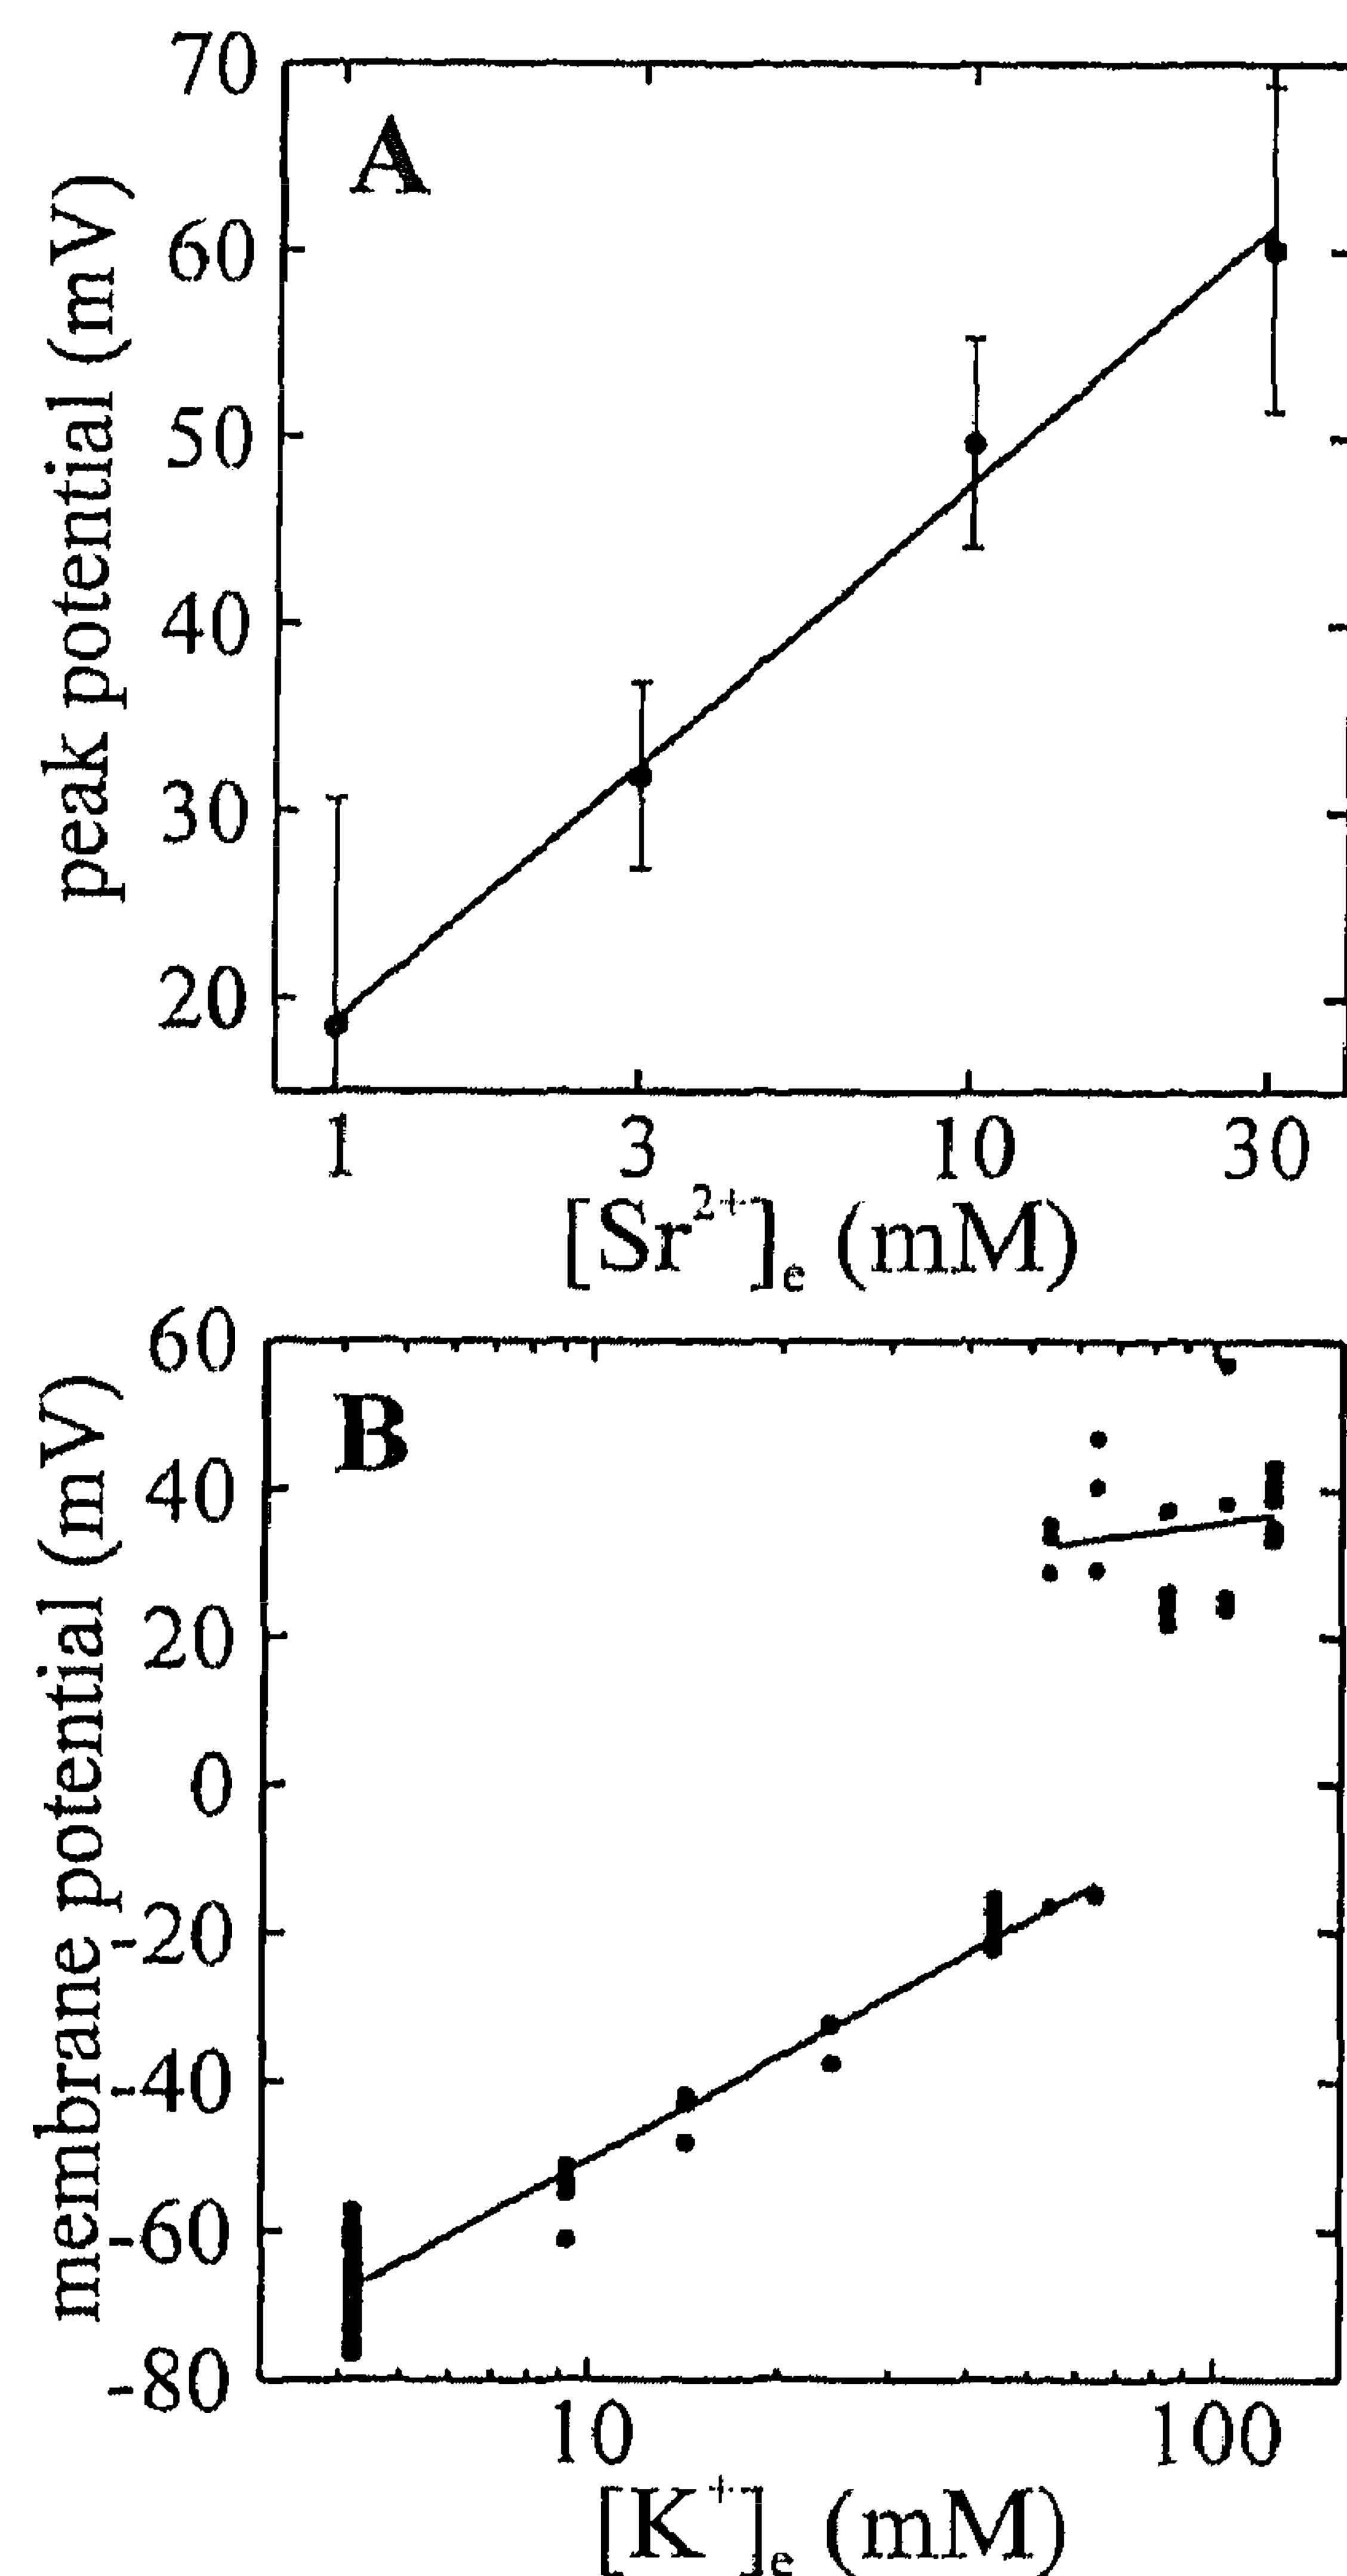 A
peak potential (mV)
70
60
50
40
30
20
1 3 10 30
[Sr²⁺]ₑ (mM)
B
membrane potential (mV)
60
40
20
0
-20
-40
-60
-80
10 100
[K⁺]ₑ (mM)